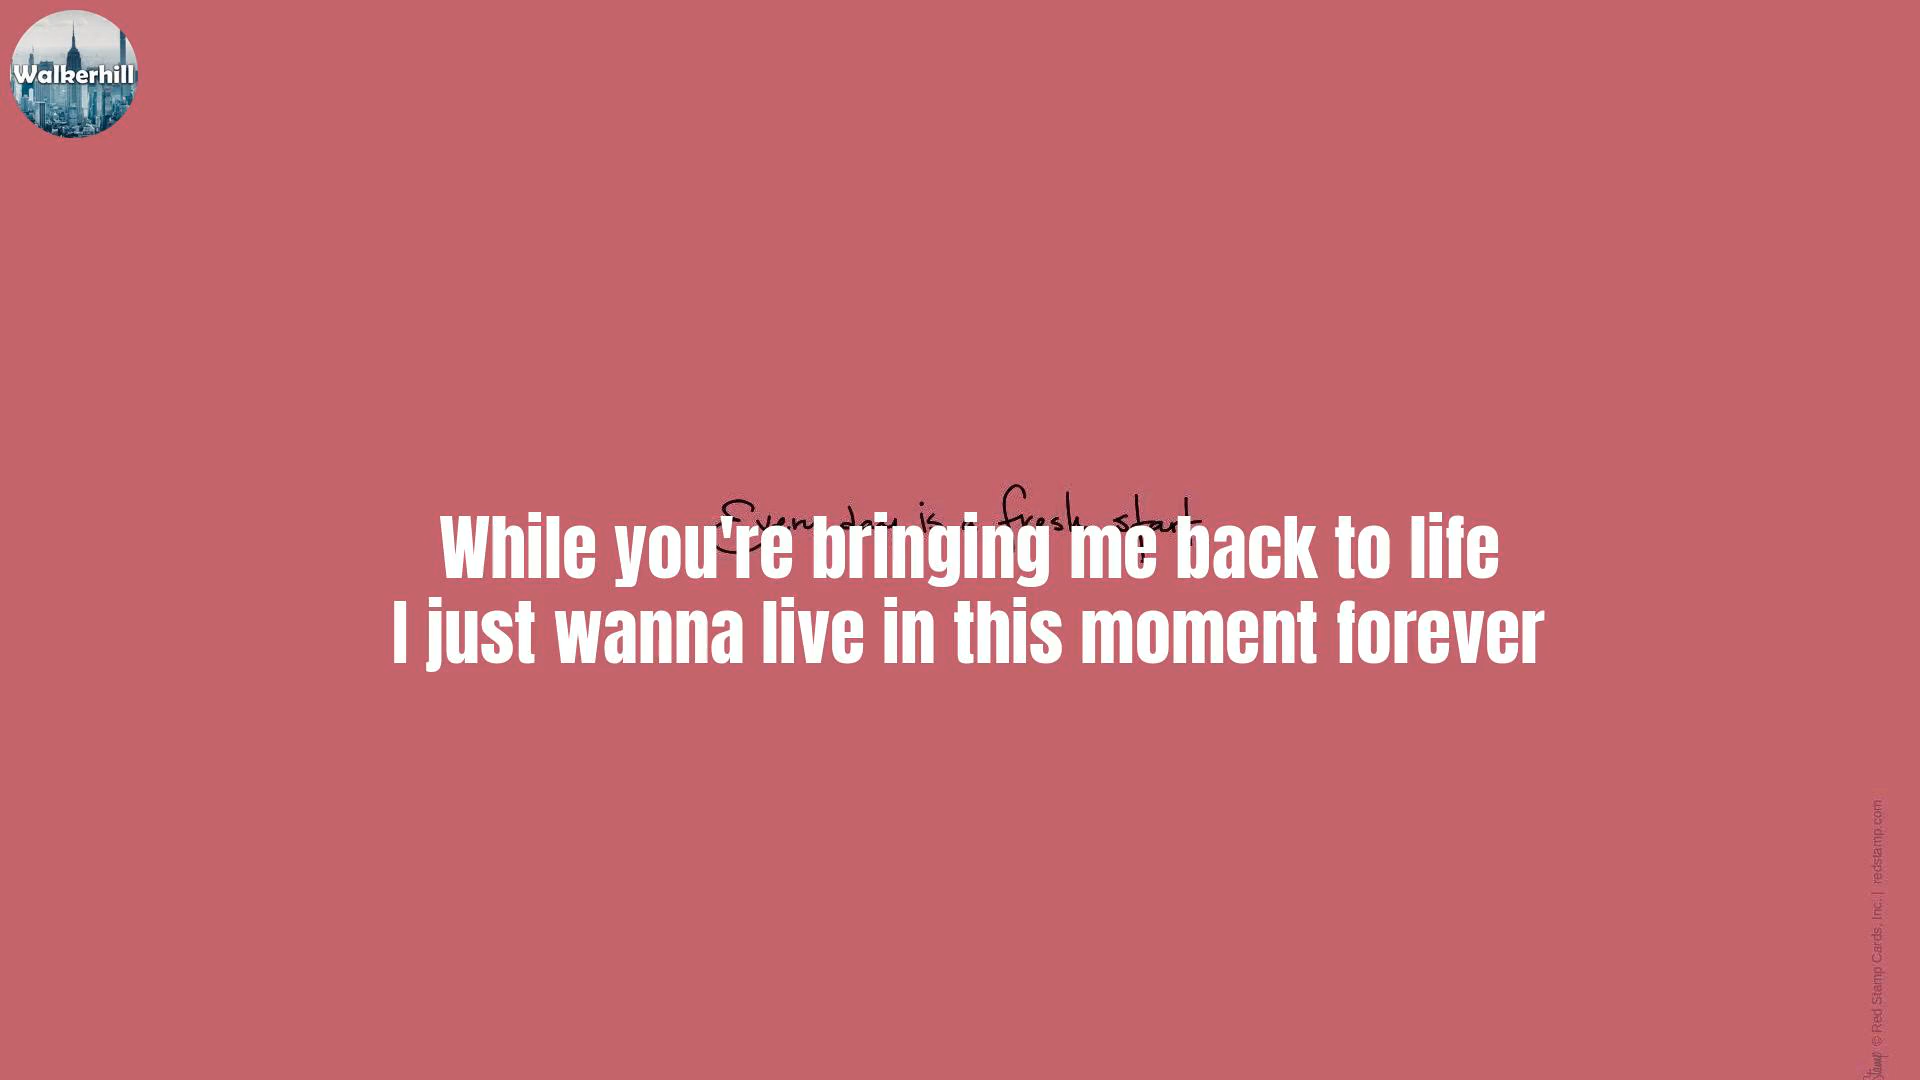 Walkerhill
Every day is a fresh start
While you're bringing me back to life
I just wanna live in this moment forever
© Red Stamp Cards, Inc. | redstamp.com